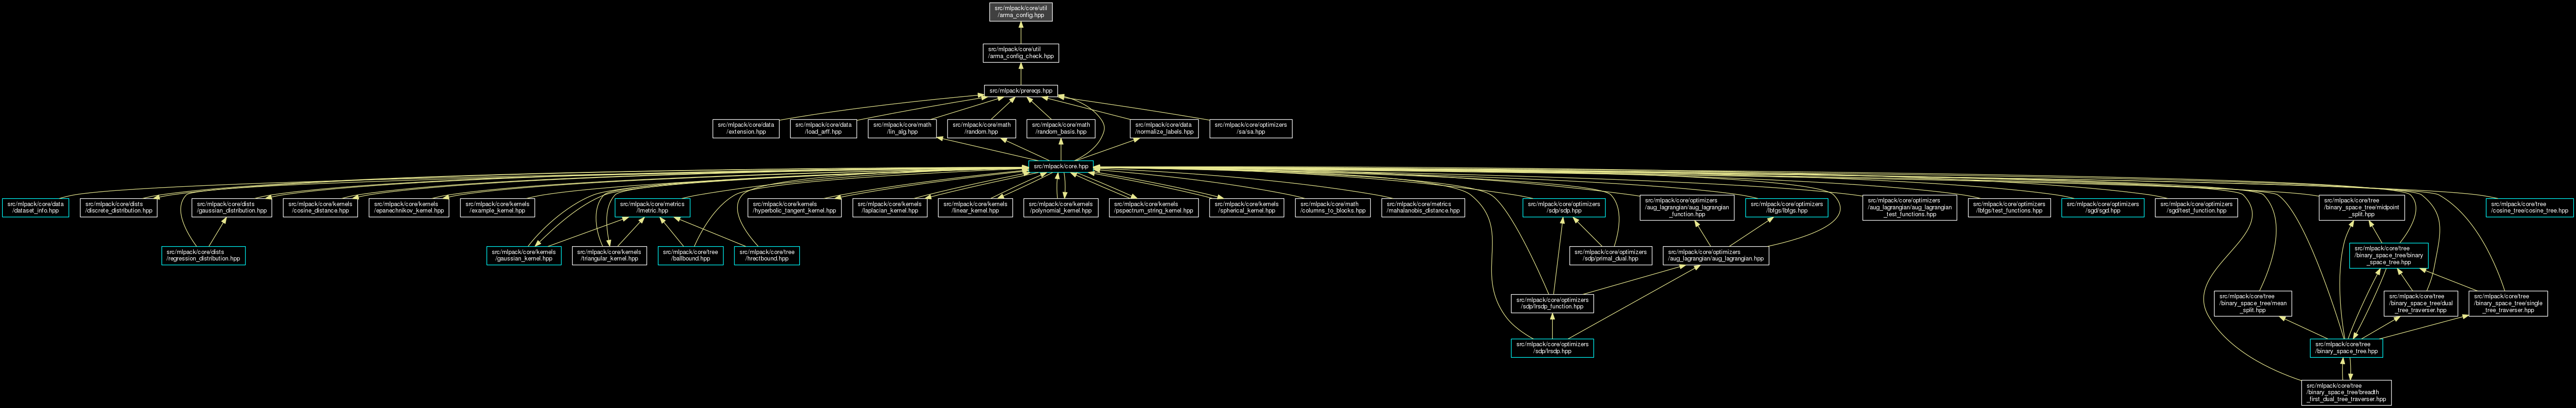 src/mlpack/core/util
/arma_config.hpp
src/mlpack/core/util
/arma_config_check.hpp
src/mlpack/prereqs.hpp
src/mlpack/core/data
/extension.hpp
src/mlpack/core/data
/load_arff.hpp
src/mlpack/core/math
/lin_alg.hpp
src/mlpack/core/math
/random.hpp
src/mlpack/core/math
/random_basis.hpp
src/mlpack/core/data
/normalize_labels.hpp
src/mlpack/core/optimizers
/sa/sa.hpp
src/mlpack/core.hpp
src/mlpack/core/data
/dataset_info.hpp
src/mlpack/core/dists
/discrete_distribution.hpp
src/mlpack/core/dists
/gaussian_distribution.hpp
src/mlpack/core/kernels
/cosine_distance.hpp
src/mlpack/core/kernels
/epanechnikov_kernel.hpp
src/mlpack/core/kernels
/example_kernel.hpp
src/mlpack/core/metrics
/lmetric.hpp
src/mlpack/core/kernels
/hyperbolic_tangent_kernel.hpp
src/mlpack/core/kernels
/laplacian_kernel.hpp
src/mlpack/core/kernels
/linear_kernel.hpp
src/mlpack/core/kernels
/polynomial_kernel.hpp
src/mlpack/core/kernels
/pspectrum_string_kernel.hpp
src/mlpack/core/kernels
/spherical_kernel.hpp
src/mlpack/core/math
/columns_to_blocks.hpp
src/mlpack/core/metrics
/mahalanobis_distance.hpp
src/mlpack/core/optimizers
/sdp/sdp.hpp
src/mlpack/core/optimizers
/aug_lagrangian/aug_lagrangian
_function.hpp
src/mlpack/core/optimizers
/lbfgs/lbfgs.hpp
src/mlpack/core/optimizers
/aug_lagrangian/aug_lagrangian
_test_functions.hpp
src/mlpack/core/optimizers
/lbfgs/test_functions.hpp
src/mlpack/core/optimizers
/sgd/sgd.hpp
src/mlpack/core/optimizers
/sgd/test_function.hpp
src/mlpack/core/tree
/binary_space_tree/midpoint
_split.hpp
src/mlpack/core/tree
/cosine_tree/cosine_tree.hpp
src/mlpack/core/dists
/regression_distribution.hpp
src/mlpack/core/kernels
/gaussian_kernel.hpp
src/mlpack/core/kernels
/triangular_kernel.hpp
src/mlpack/core/tree
/ballbound.hpp
src/mlpack/core/tree
/hrectbound.hpp
src/mlpack/core/optimizers
/sdp/primal_dual.hpp
src/mlpack/core/optimizers
/aug_lagrangian/aug_lagrangian.hpp
src/mlpack/core/tree
/binary_space_tree/binary
_space_tree.hpp
src/mlpack/core/optimizers
/sdp/lrsdp_function.hpp
src/mlpack/core/tree
/binary_space_tree/mean
_split.hpp
src/mlpack/core/tree
/binary_space_tree/dual
_tree_traverser.hpp
src/mlpack/core/tree
/binary_space_tree/single
_tree_traverser.hpp
src/mlpack/core/optimizers
/sdp/lrsdp.hpp
src/mlpack/core/tree
/binary_space_tree.hpp
src/mlpack/core/tree
/binary_space_tree/breadth
_first_dual_tree_traverser.hpp